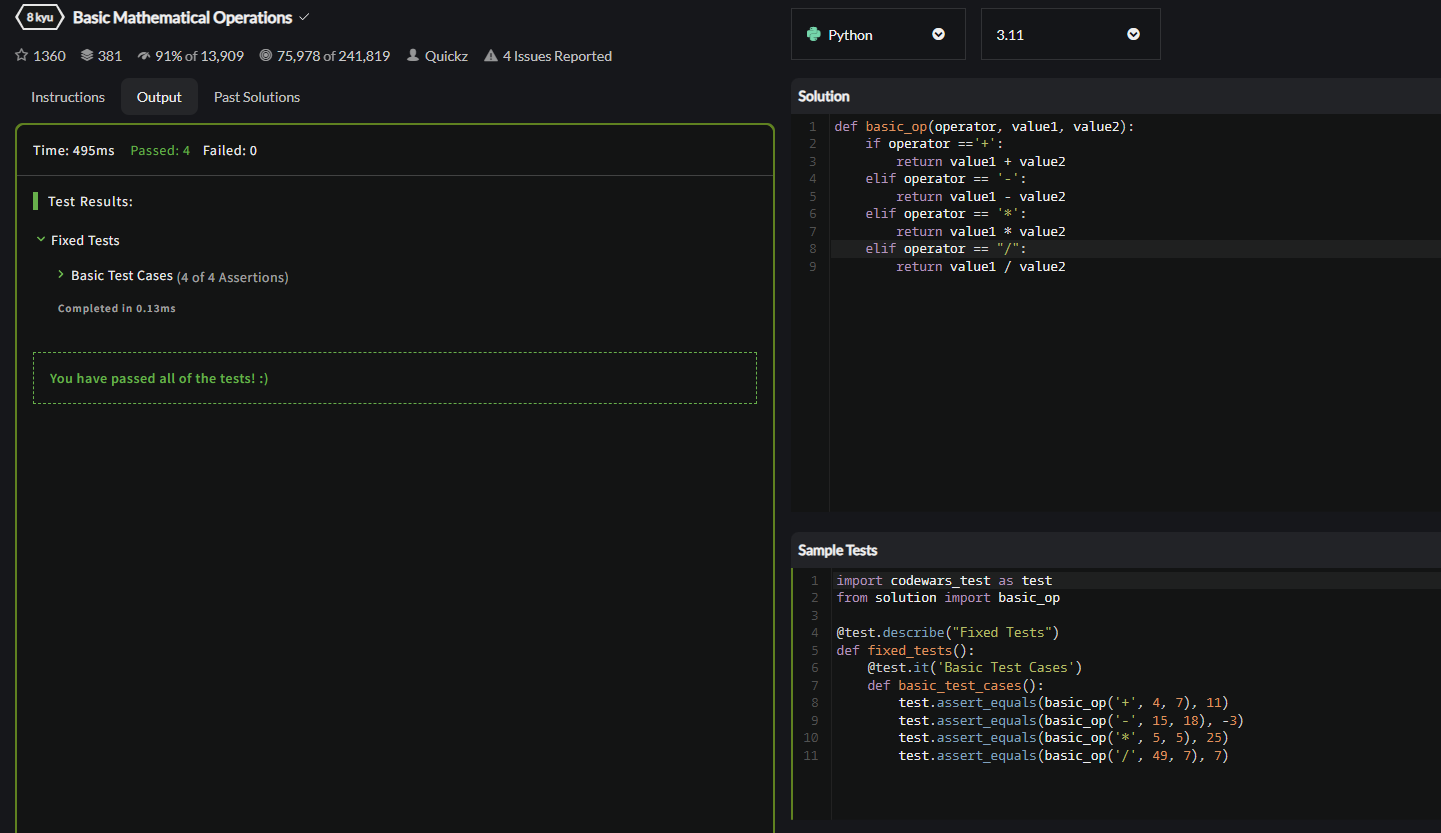 8 kyu Basic Mathematical Operations
1360 381 91% of 13,909 75,978 of 241,819 Quickz 4 Issues Reported
Instructions Output Past Solutions
Time: 495ms Passed: 4 Failed: 0
Test Results:
Fixed Tests
Basic Test Cases (4 of 4 Assertions)
Completed in 0.13ms
You have passed all of the tests! :)
Python 3.11
Solution
1 def basic_op(operator, value1, value2):
2     if operator =='+':
3         return value1 + value2
4     elif operator == '-':
5         return value1 - value2
6     elif operator == '*':
7         return value1 * value2
8     elif operator == "/":
9         return value1 / value2
Sample Tests
1 import codewars_test as test
2 from solution import basic_op
3
4 @test.describe("Fixed Tests")
5 def fixed_tests():
6     @test.it('Basic Test Cases')
7     def basic_test_cases():
8         test.assert_equals(basic_op('+', 4, 7), 11)
9         test.assert_equals(basic_op('-', 15, 18), -3)
10         test.assert_equals(basic_op('*', 5, 5), 25)
11         test.assert_equals(basic_op('/', 49, 7), 7)